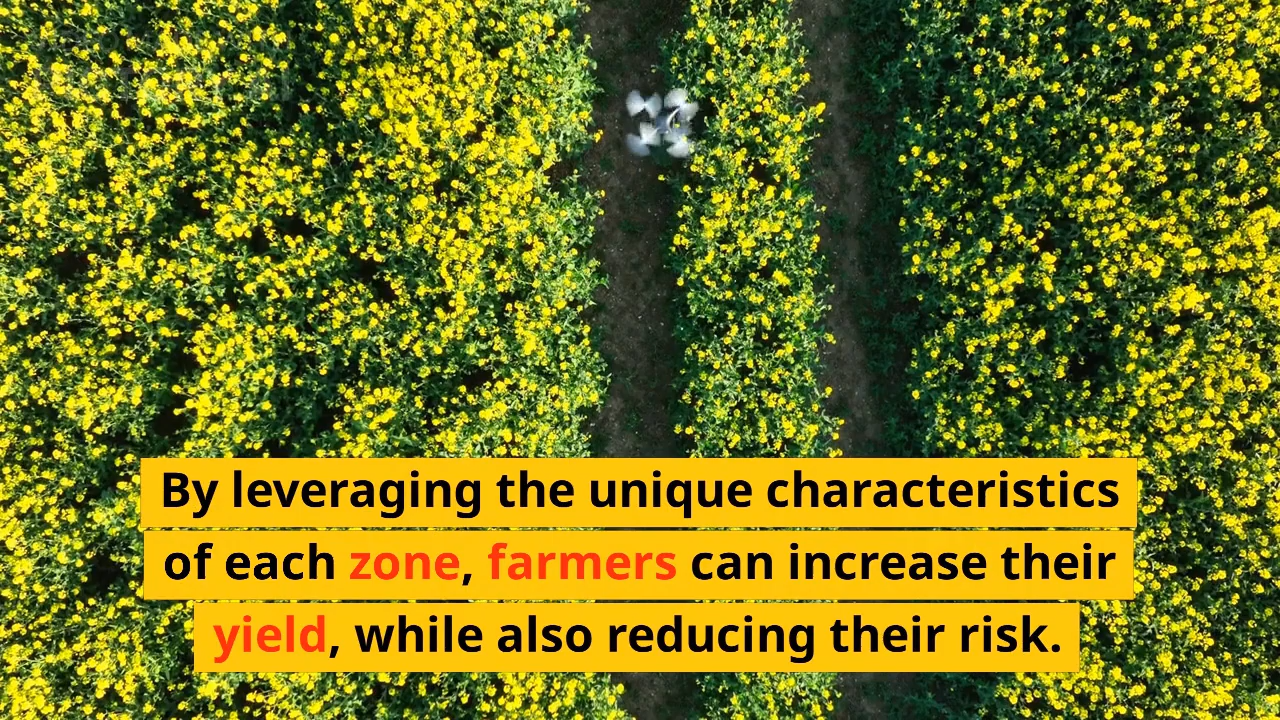 By leveraging the unique characteristics
of each zone, farmers can increase their
yield, while also reducing their risk.